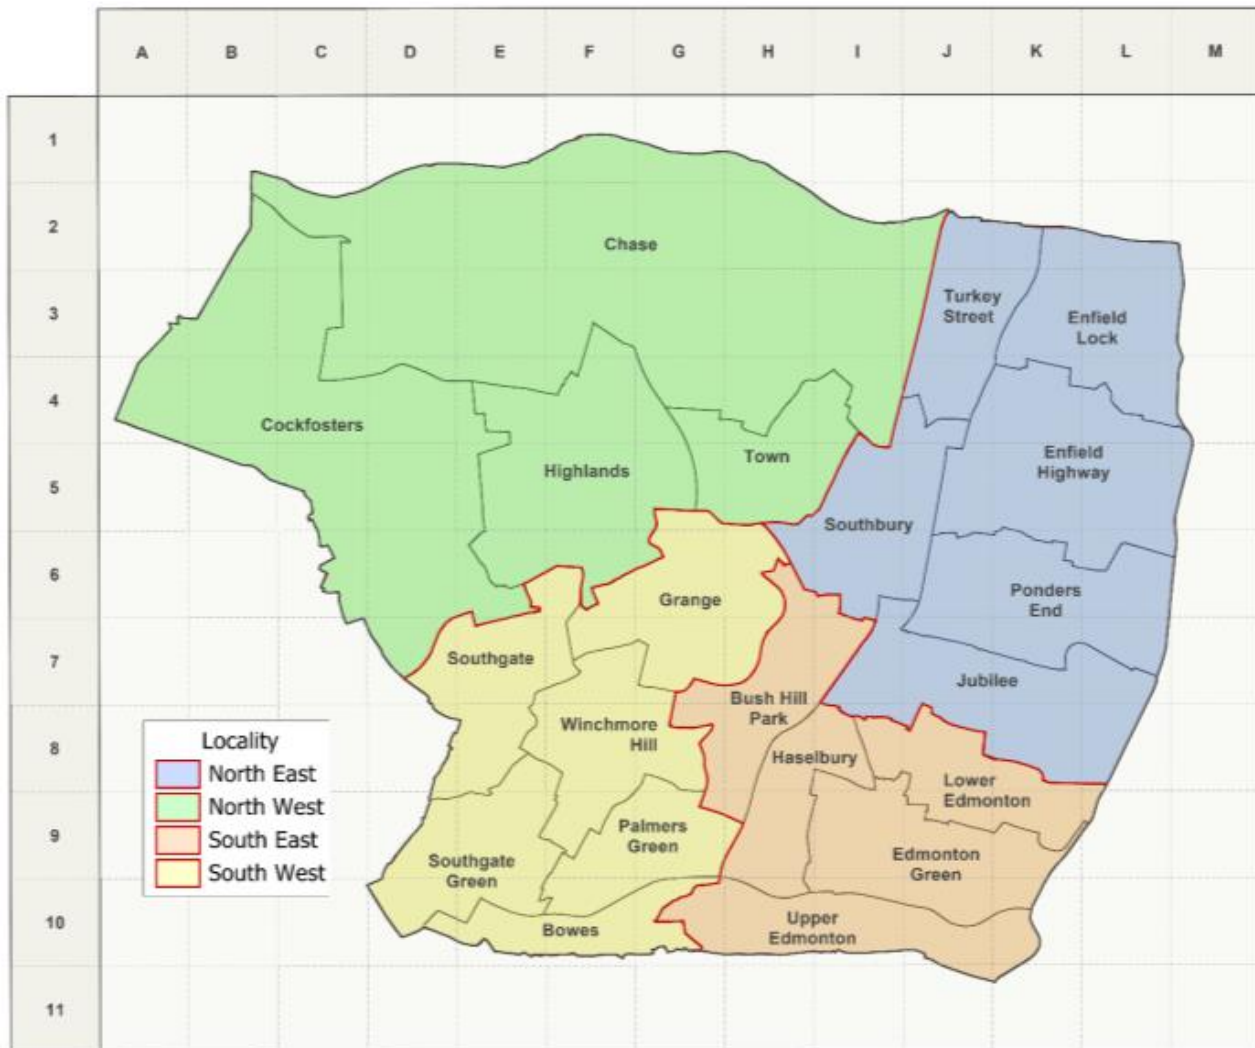 A B C D E F G H I J K L M
1
2
Chase
3
Turkey
Street
Enfield
Lock
4
Cockfosters
Highlands
Town
Enfield
Highway
5
Southbury
6
Grange
Ponders
End
7
Southgate
Bush Hill
Park
Jubilee
8
Winchmore
Hill
Haselbury
Lower
Edmonton
9
Southgate
Green
Palmers
Green
Edmonton
Green
10
Bowes
Upper
Edmonton
11
Locality
North East
North West
South East
South West